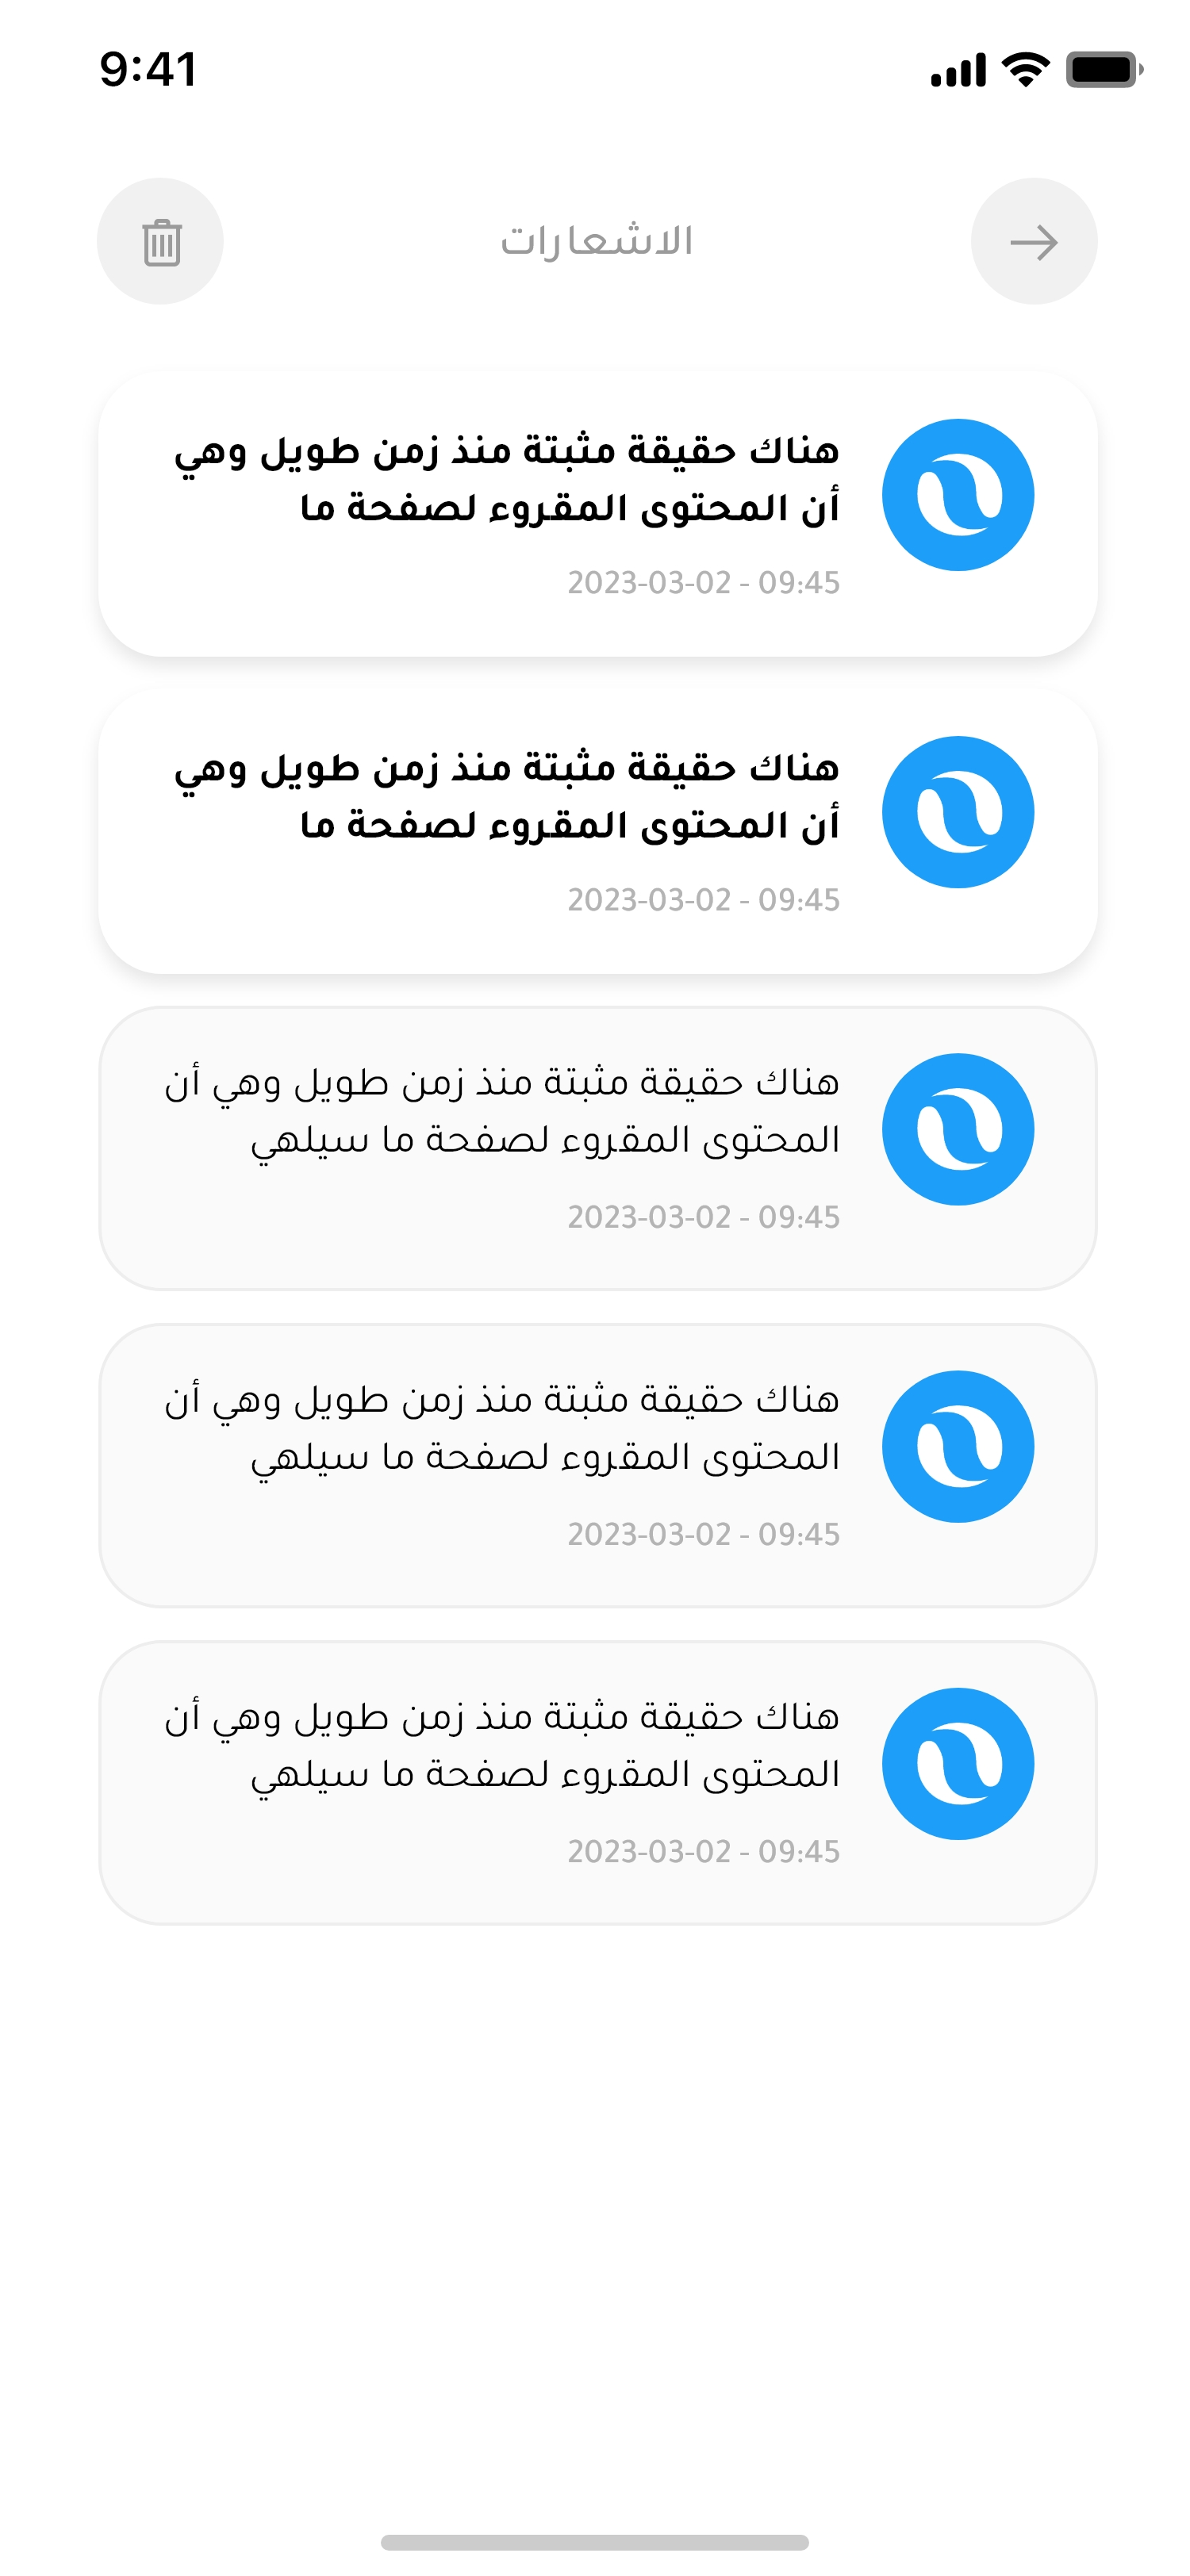 9:41
الاشعارات
هناك حقيقة مثبتة منذ زمن طويل وهي
أن المحتوى المقروء لصفحة ما
2023-03-02 - 09:45
هناك حقيقة مثبتة منذ زمن طويل وهي
أن المحتوى المقروء لصفحة ما
2023-03-02 - 09:45
هناك حقيقة مثبتة منذ زمن طويل وهي أن
المحتوى المقروء لصفحة ما سيلهي
2023-03-02 - 09:45
هناك حقيقة مثبتة منذ زمن طويل وهي أن
المحتوى المقروء لصفحة ما سيلهي
2023-03-02 - 09:45
هناك حقيقة مثبتة منذ زمن طويل وهي أن
المحتوى المقروء لصفحة ما سيلهي
2023-03-02 - 09:45